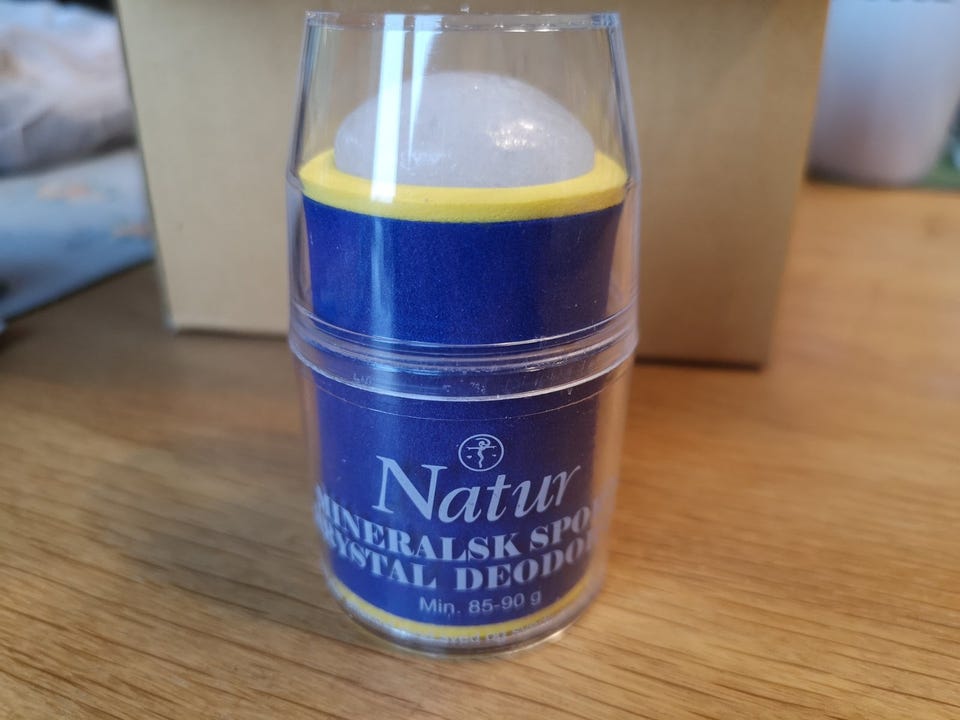 Natur
MINERALSK SPO
RYSTAL DEODO
Min. 85-90 g